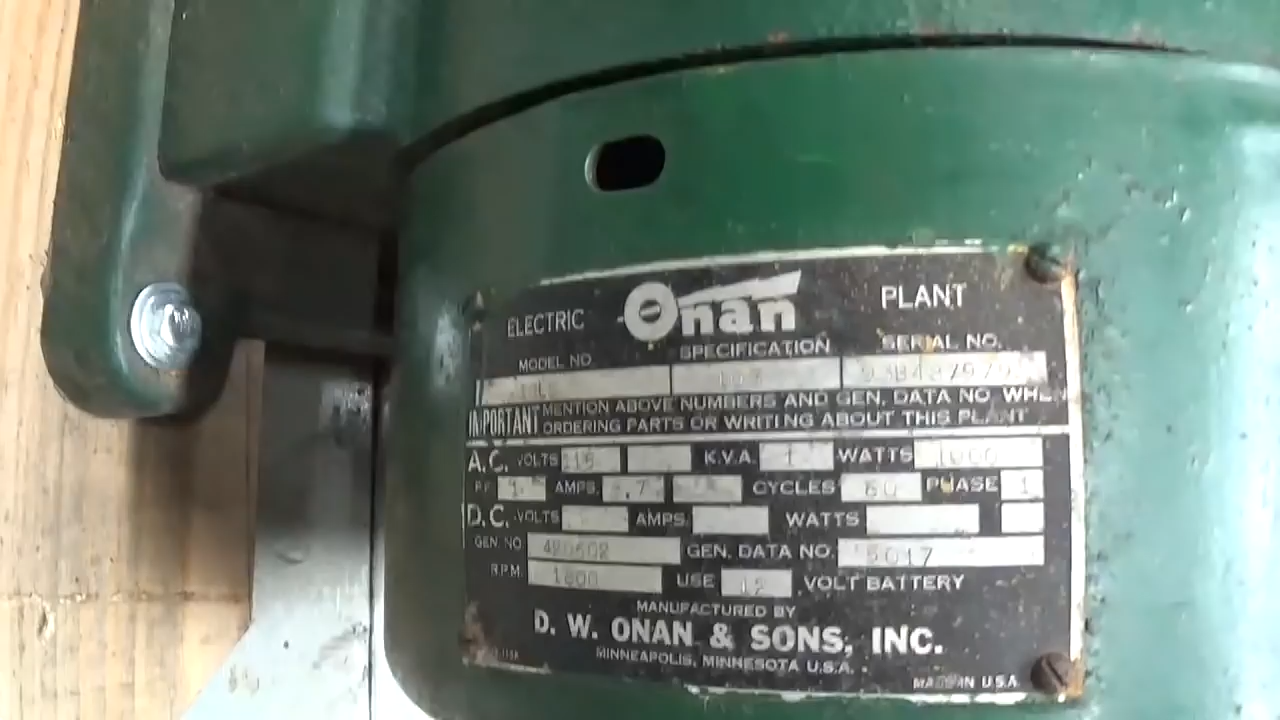 ELECTRIC Onan PLANT
MODEL NO. SPECIFICATION SERIAL NO.
IMPORTANT MENTION ABOVE NUMBERS AND GEN. DATA NO. WHEN
ORDERING PARTS OR WRITING ABOUT THIS PLANT
A.C. VOLTS 115 K.V.A. 1 WATTS 1000
P.F. 1. AMPS. CYCLES 60 PHASE 1
D.C. VOLTS AMPS. WATTS
GEN. NO GEN. DATA NO. 5017
R.P.M. 1800 USE 12 VOLT BATTERY
MANUFACTURED BY
D. W. ONAN & SONS, INC.
MINNEAPOLIS, MINNESOTA U.S.A.
MADE IN U.S.A.